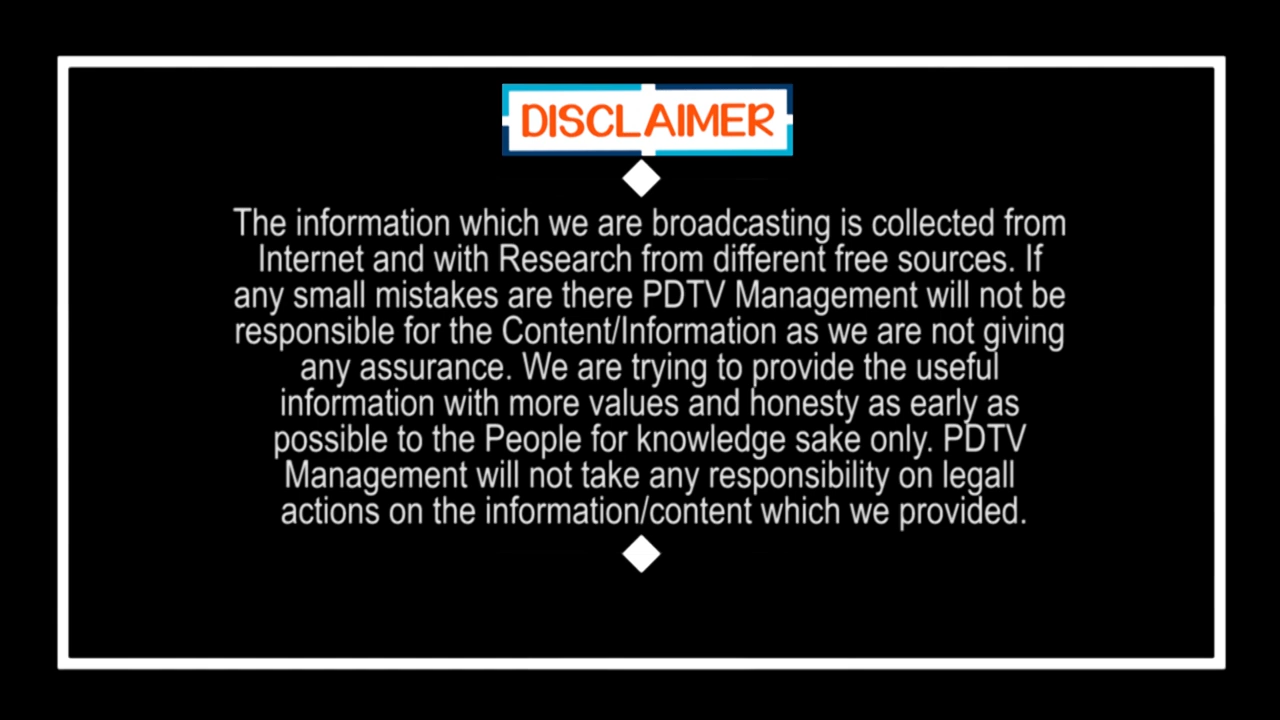 DISCLAIMER
The information which we are broadcasting is collected from
Internet and with Research from different free sources. If
any small mistakes are there PDTV Management will not be
responsible for the Content/Information as we are not giving
any assurance. We are trying to provide the useful
information with more values and honesty as early as
possible to the People for knowledge sake only. PDTV
Management will not take any responsibility on legall
actions on the information/content which we provided.